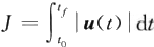 J = ∫_{t_0}^{t_f} |u(t)| dt